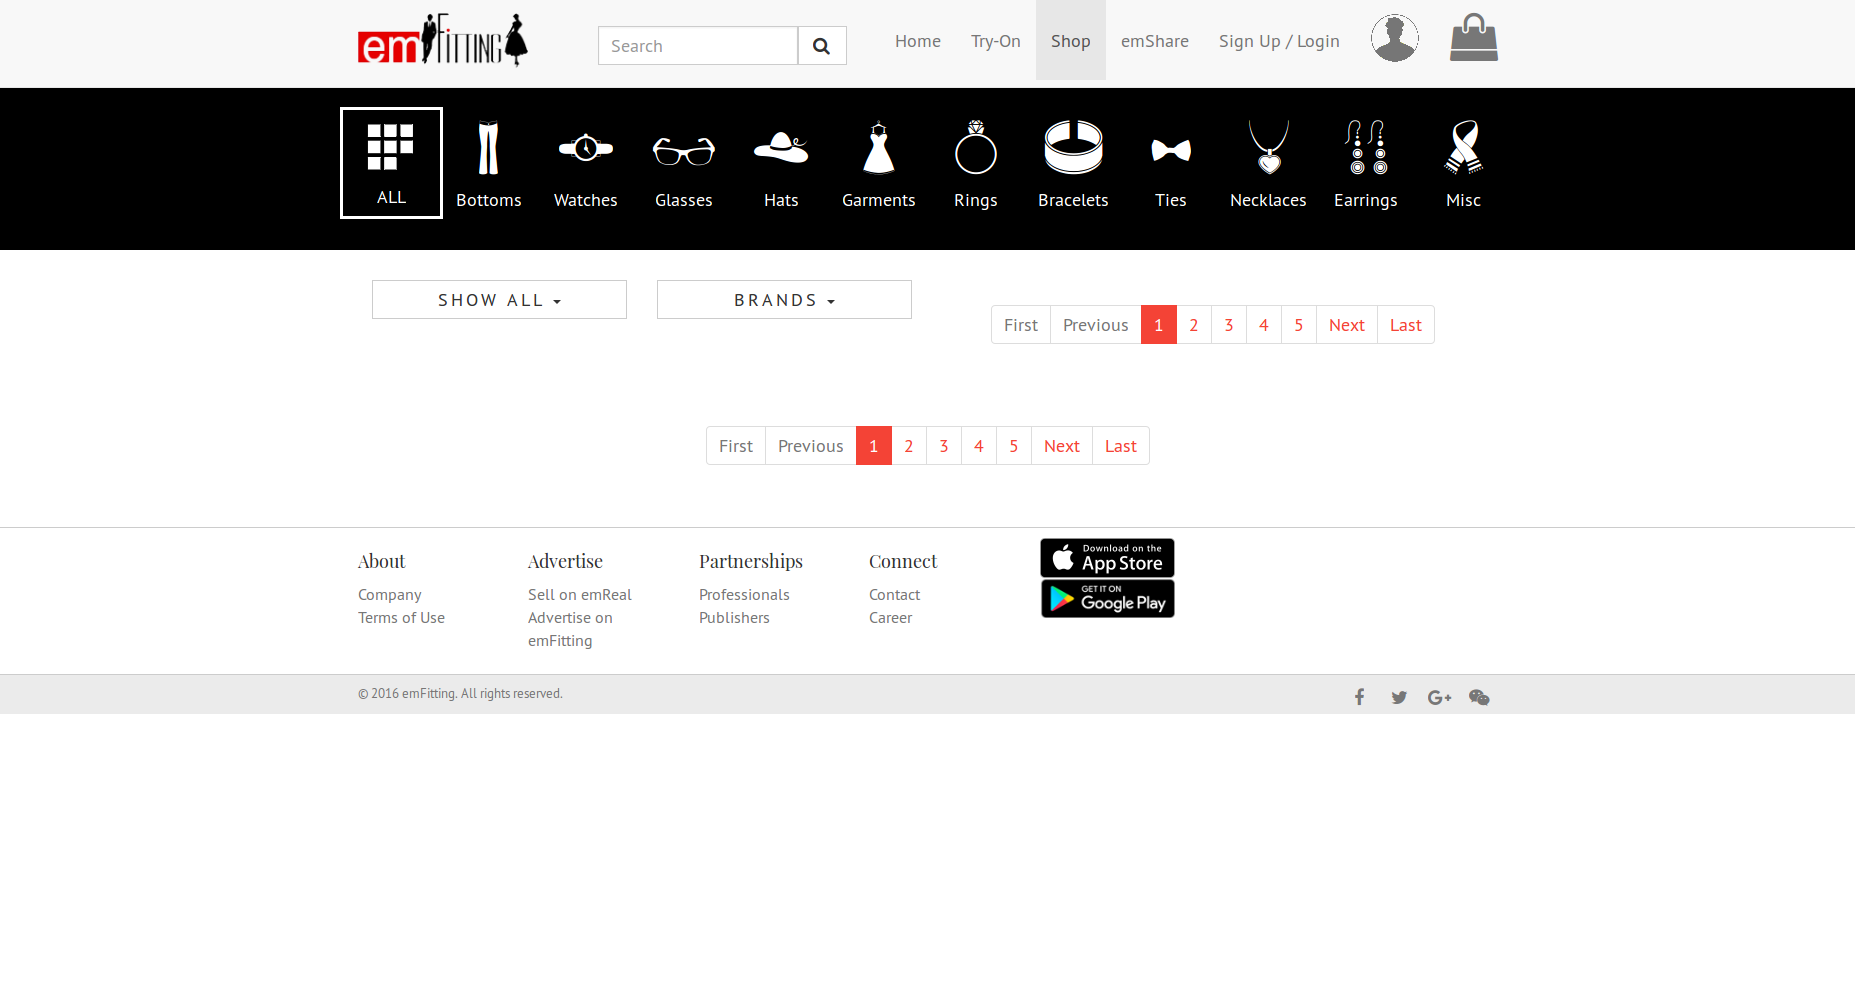 emFITTING
Search
Home Try-On Shop emShare Sign Up / Login
ALL Bottoms Watches Glasses Hats Garments Rings Bracelets Ties Necklaces Earrings Misc
SHOW ALL BRANDS
First Previous 1 2 3 4 5 Next Last
First Previous 1 2 3 4 5 Next Last
About
Company
Terms of Use
Advertise
Sell on emReal
Advertise on
emFitting
Partnerships
Professionals
Publishers
Connect
Contact
Career
Download on the
App Store
GET IT ON
Google Play
© 2016 emFitting. All rights reserved.
G+